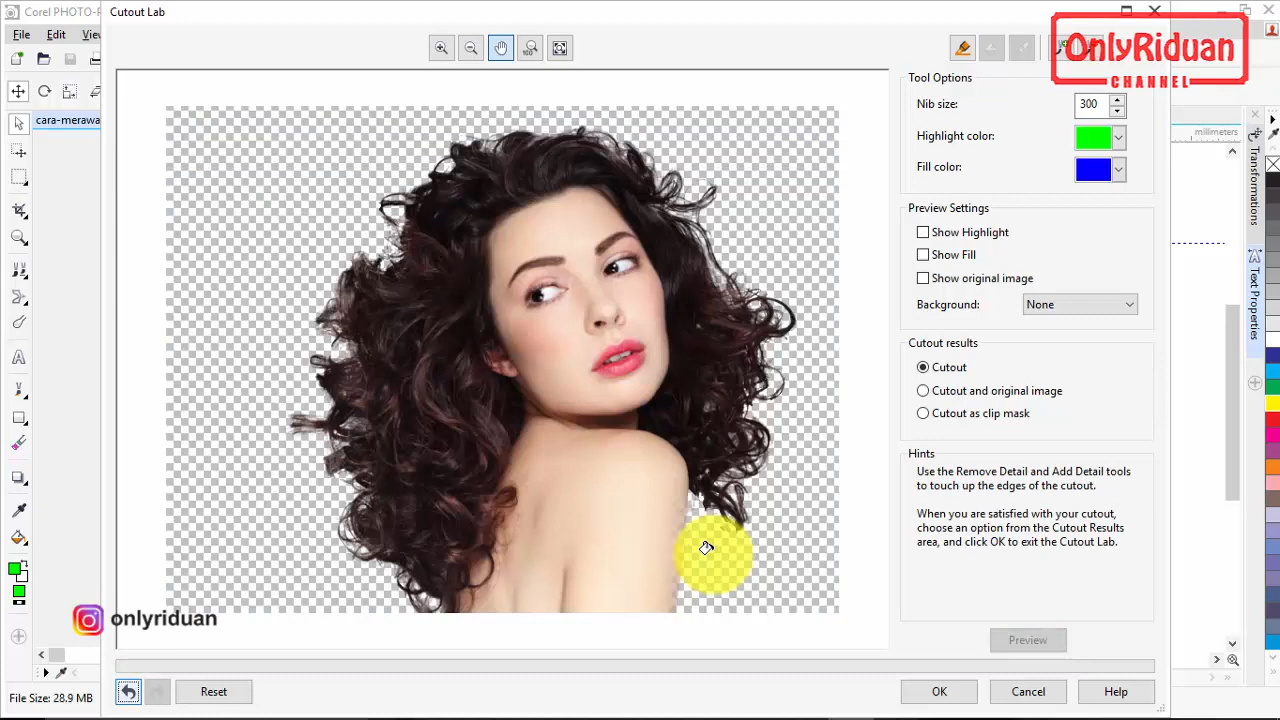 Corel PHOTO-P
Cutout Lab
OnlyRiduan
CHANNEL
File
Edit
100
Tool Options
Nib size:
300
Highlight color:
Fill color:
cara-merawa
millimeters
Transformations
Text Properties
Preview Settings
Show Highlight
Show Fill
Show original image
Background:
None
Cutout results
Cutout
Cutout and original image
Cutout as clip mask
Hints
Use the Remove Detail and Add Detail tools
to touch up the edges of the cutout.
When you are satisfied with your cutout,
choose an option from the Cutout Results
area, and click OK to exit the Cutout Lab.
onlyriduan
Preview
File Size: 28.9 MB
Reset
OK
Cancel
Help